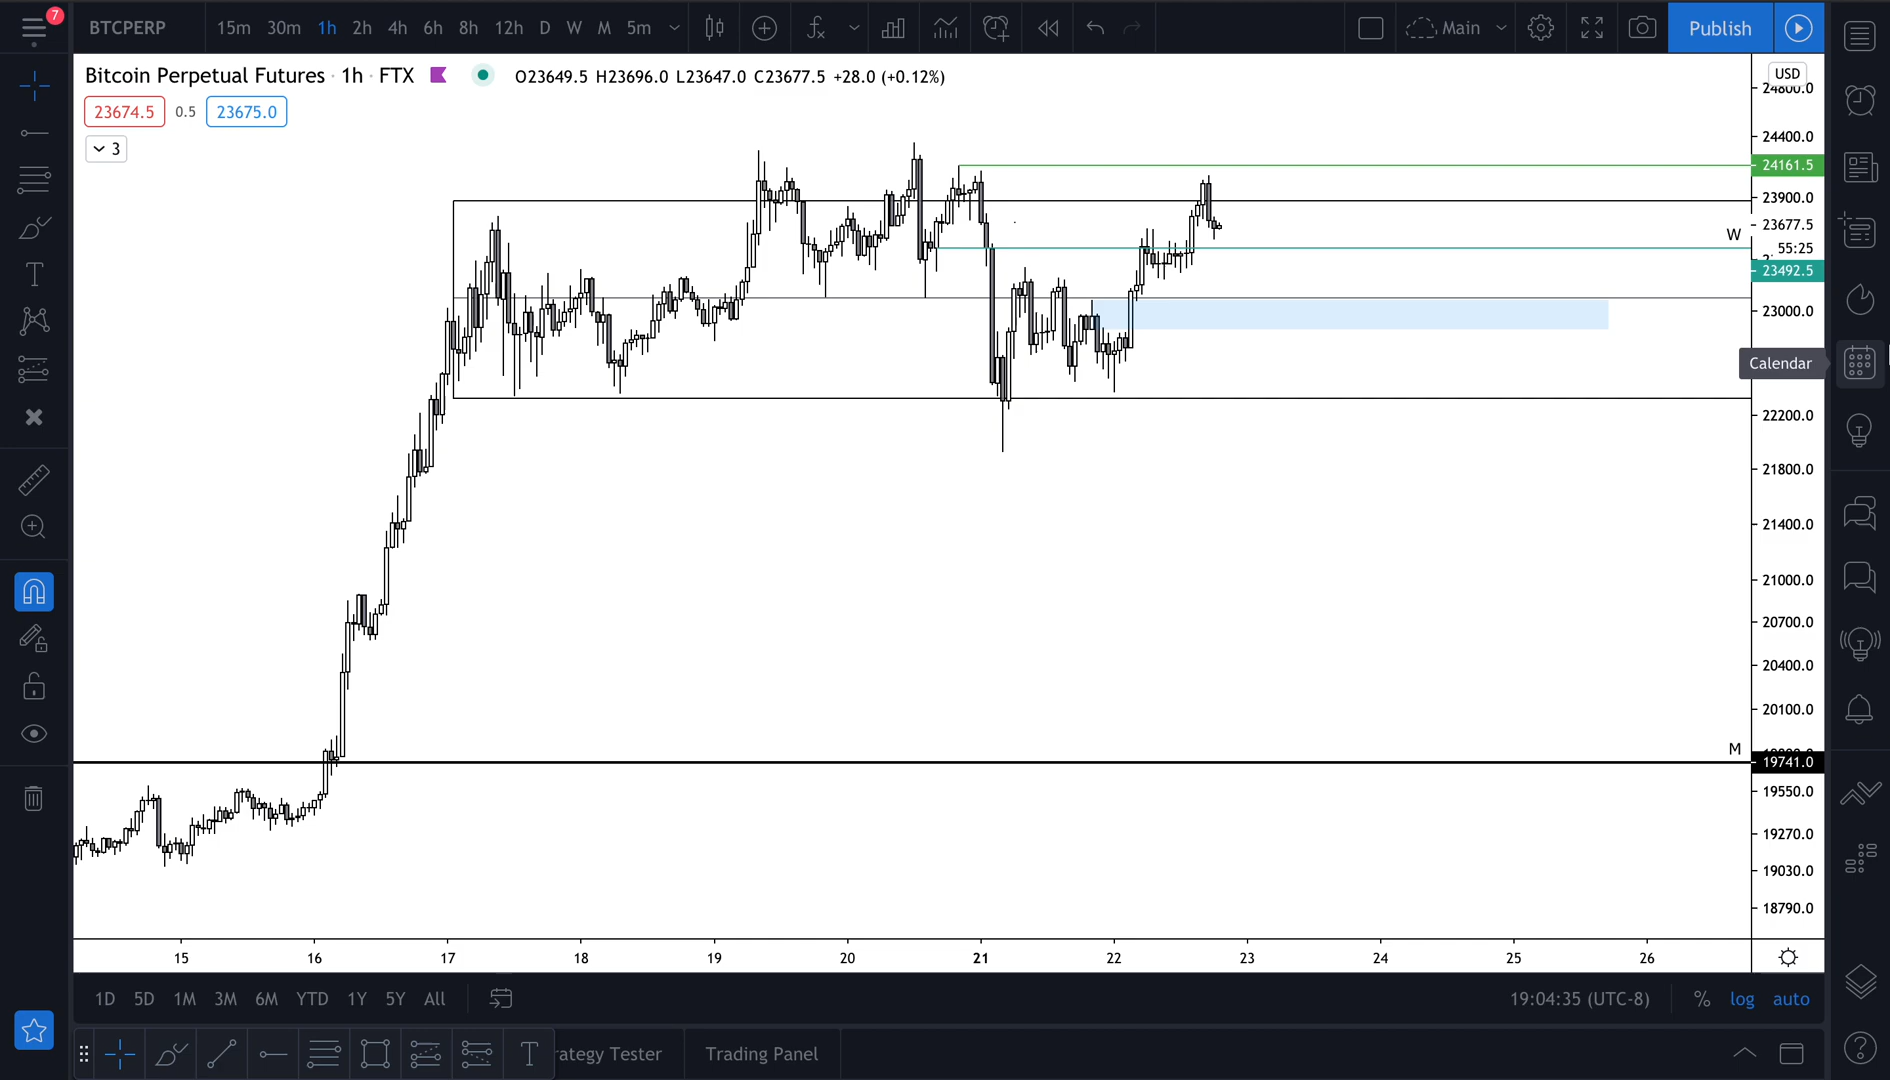 7
BTCPERP 15m 30m 1h 2h 4h 6h 8h 12h D W M 5m Main Publish
Bitcoin Perpetual Futures · 1h · FTX O23649.5 H23696.0 L23647.0 C23677.5 +28.0 (+0.12%)
23674.5 0.5 23675.0
3
USD
24800.0
24400.0
24161.5
23900.0
23677.5
W
55:25
23492.5
23000.0
Calendar
22200.0
21800.0
21400.0
21000.0
20700.0
20400.0
20100.0
M
19741.0
19550.0
19270.0
19030.0
18790.0
15 16 17 18 19 20 21 22 23 24 25 26
1D 5D 1M 3M 6M YTD 1Y 5Y All 19:04:35 (UTC-8) % log auto
T rategy Tester Trading Panel